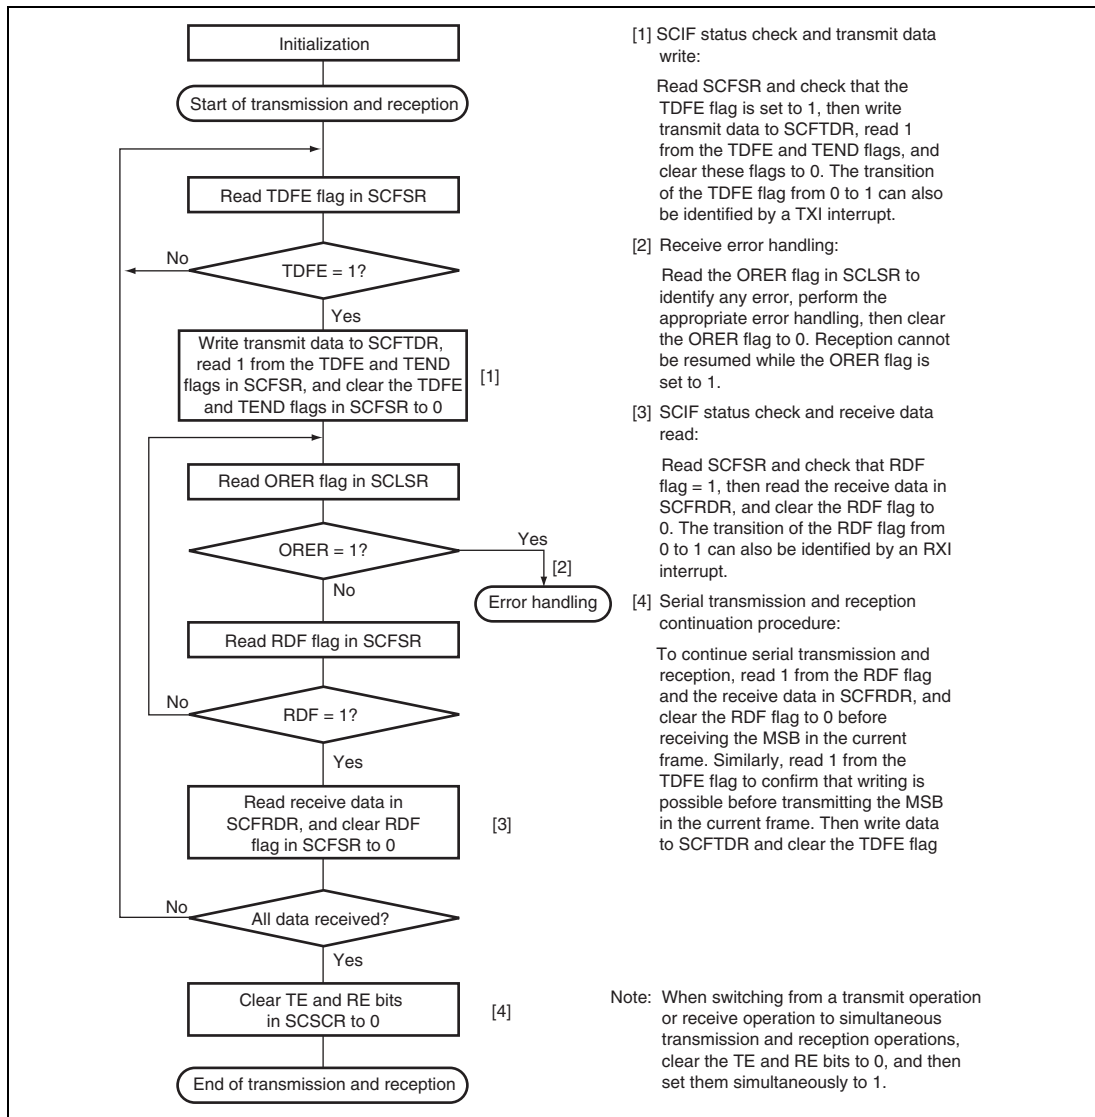 Initialization
Start of transmission and reception
Read TDFE flag in SCFSR
No
TDFE = 1?
Yes
Write transmit data to SCFTDR,
read 1 from the TDFE and TEND
flags in SCFSR, and clear the TDFE
and TEND flags in SCFSR to 0
[1]
Read ORER flag in SCLSR
ORER = 1?
Yes
[2]
No
Error handling
Read RDF flag in SCFSR
No
RDF = 1?
Yes
Read receive data in
SCFRDR, and clear RDF
flag in SCFSR to 0
[3]
No
All data received?
Yes
Clear TE and RE bits
in SCSCR to 0
[4]
End of transmission and reception
[1] SCIF status check and transmit data
write:
Read SCFSR and check that the
TDFE flag is set to 1, then write
transmit data to SCFTDR, read 1
from the TDFE and TEND flags, and
clear these flags to 0. The transition
of the TDFE flag from 0 to 1 can also
be identified by a TXI interrupt.
[2] Receive error handling:
Read the ORER flag in SCLSR to
identify any error, perform the
appropriate error handling, then clear
the ORER flag to 0. Reception cannot
be resumed while the ORER flag is
set to 1.
[3] SCIF status check and receive data
read:
Read SCFSR and check that RDF
flag = 1, then read the receive data in
SCFRDR, and clear the RDF flag to
0. The transition of the RDF flag from
0 to 1 can also be identified by an RXI
interrupt.
[4] Serial transmission and reception
continuation procedure:
To continue serial transmission and
reception, read 1 from the RDF flag
and the receive data in SCFRDR, and
clear the RDF flag to 0 before
receiving the MSB in the current
frame. Similarly, read 1 from the
TDFE flag to confirm that writing is
possible before transmitting the MSB
in the current frame. Then write data
to SCFTDR and clear the TDFE flag
Note: When switching from a transmit operation
or receive operation to simultaneous
transmission and reception operations,
clear the TE and RE bits to 0, and then
set them simultaneously to 1.